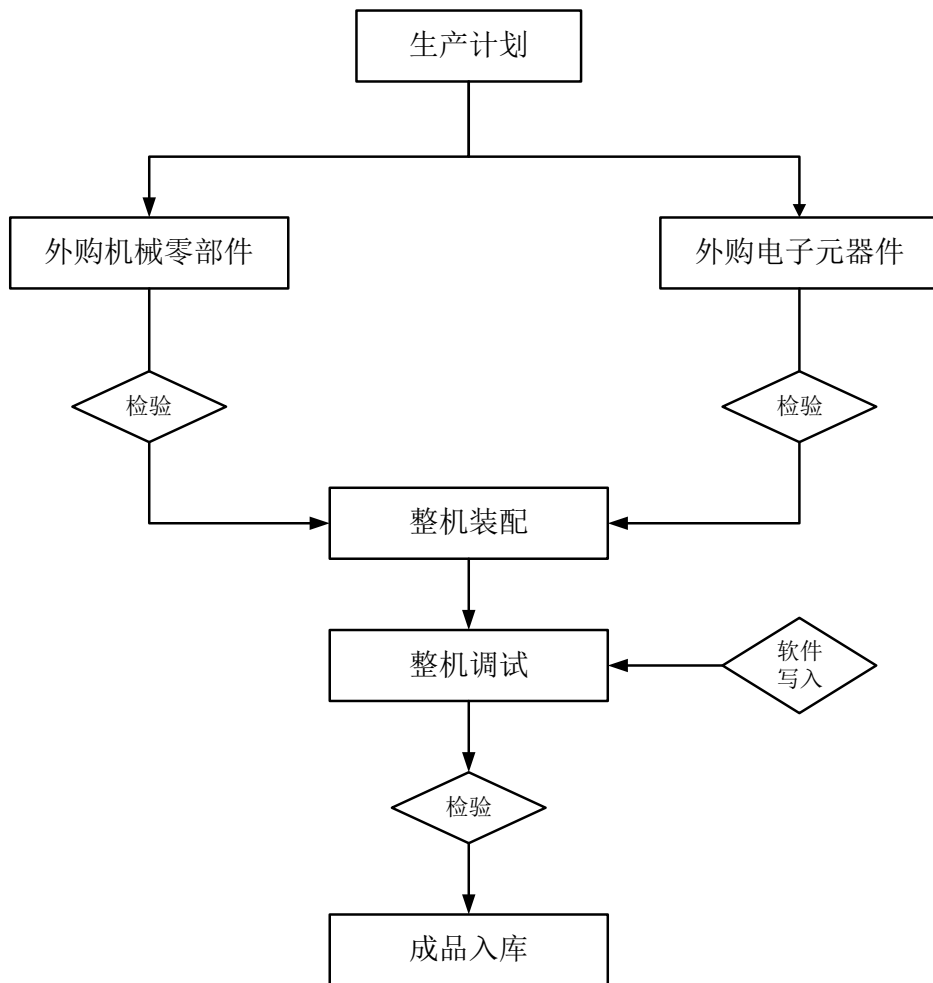 生产计划
外购机械零部件
外购电子元器件
检验
检验
整机装配
整机调试
软件
写入
检验
成品入库